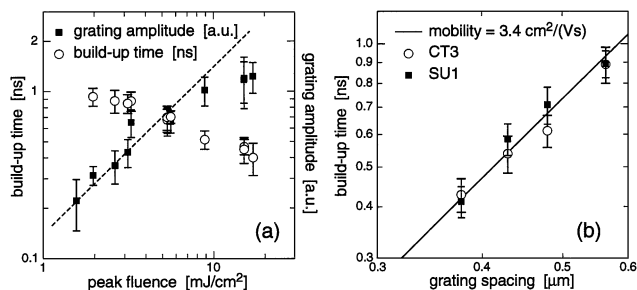 grating amplitude [a.u.]
build-up time [ns]
2
1
0.1
build-up time [ns]
grating amplitude [a.u.]
(a)
1
10
peak fluence [mJ/cm²]
mobility = 3.4 cm²/(Vs)
CT3
SU1
1.0
0.9
0.8
0.7
0.6
0.5
0.4
0.3
build-up time [ns]
(b)
0.3
0.4
0.5
0.6
grating spacing [μm]